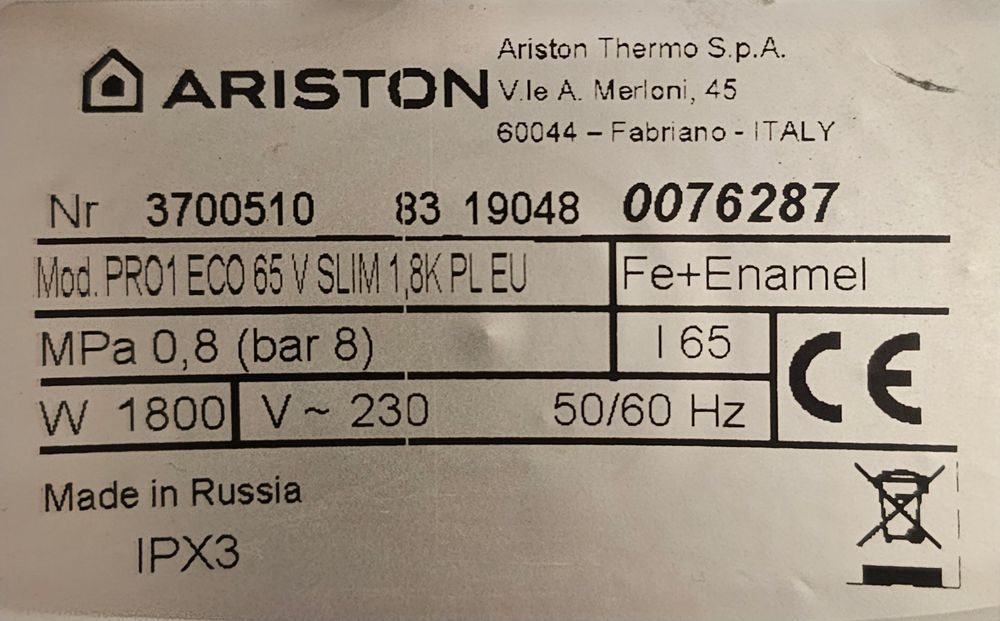 ARISTON
Ariston Thermo S.p.A.
V.le A. Merloni, 45
60044 – Fabriano - ITALY
Nr 3700510 83 19048 0076287
Mod. PRO1 ECO 65 V SLIM 1,8K PL EU Fe+Enamel
MPa 0,8 (bar 8) l 65
CE
W 1800 V ~ 230 50/60 Hz
Made in Russia
IPX3